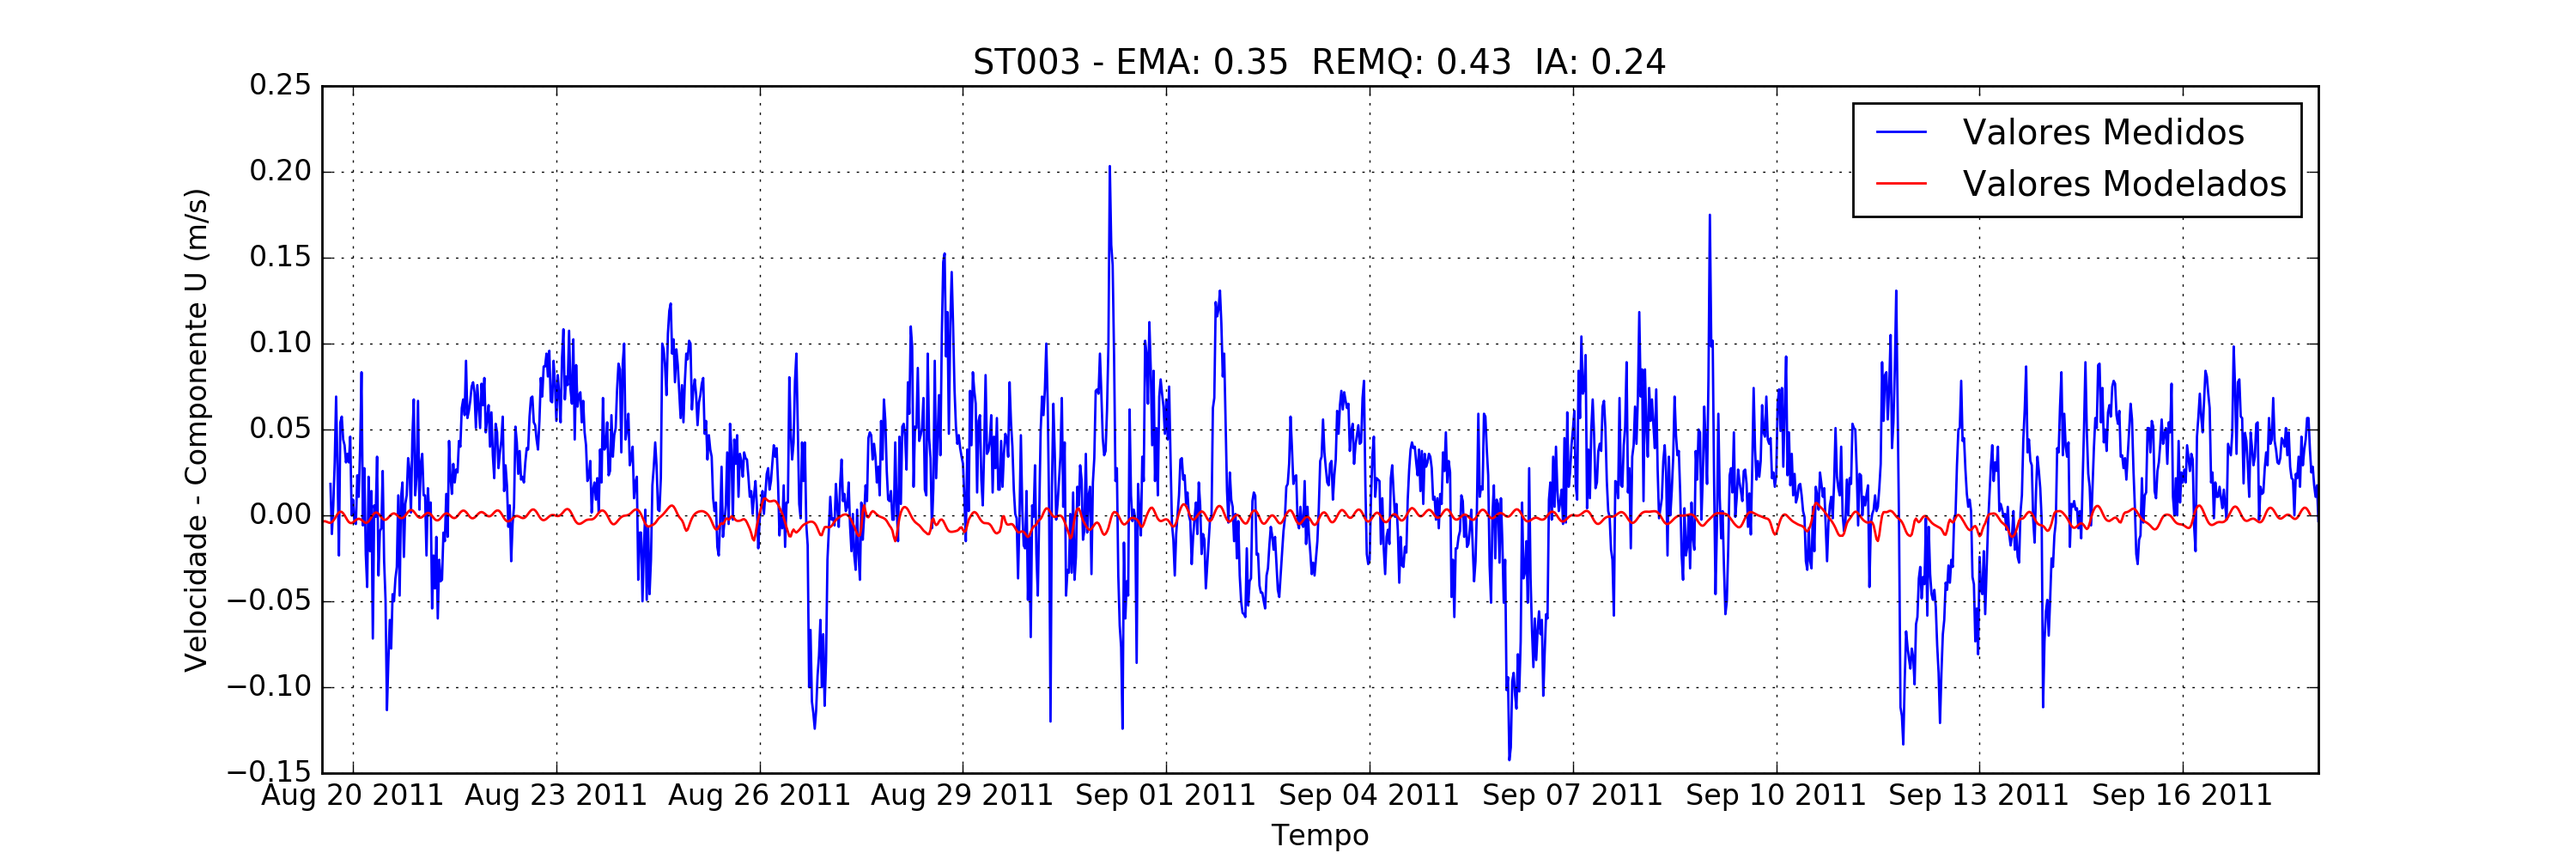 ST003 - EMA: 0.35  REMQ: 0.43  IA: 0.24
Valores Medidos
Valores Modelados
Velocidade - Componente U (m/s)
0.25
0.20
0.15
0.10
0.05
0.00
−0.05
−0.10
−0.15
Aug 20 2011 Aug 23 2011 Aug 26 2011 Aug 29 2011 Sep 01 2011 Sep 04 2011 Sep 07 2011 Sep 10 2011 Sep 13 2011 Sep 16 2011
Tempo